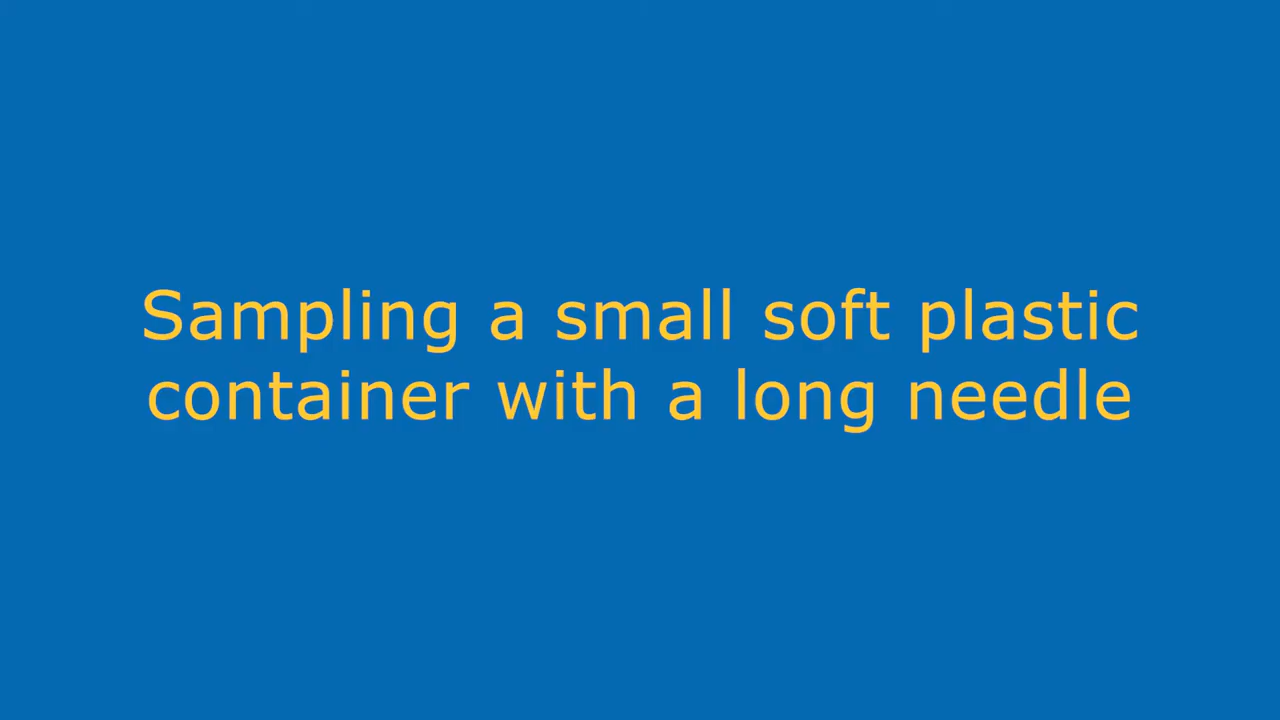 Sampling a small soft plastic
container with a long needle